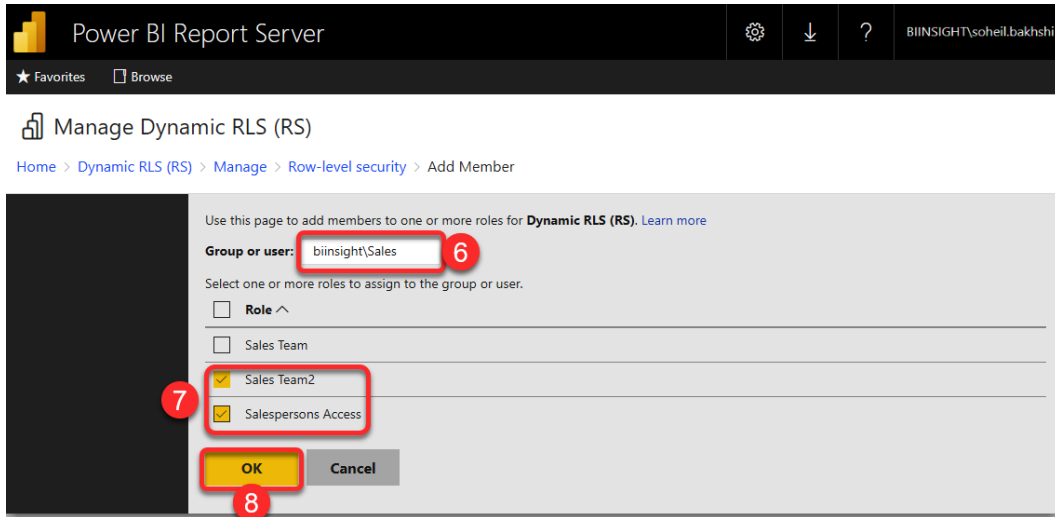 Power BI Report Server
?
BIINSIGHT\soheil.bakhshi
Favorites Browse
Manage Dynamic RLS (RS)
Home > Dynamic RLS (RS) > Manage > Row-level security > Add Member
Use this page to add members to one or more roles for Dynamic RLS (RS). Learn more
Group or user: biinsight\Sales 6
Select one or more roles to assign to the group or user.
Role
Sales Team
Sales Team2
7
Salespersons Access
OK Cancel
8